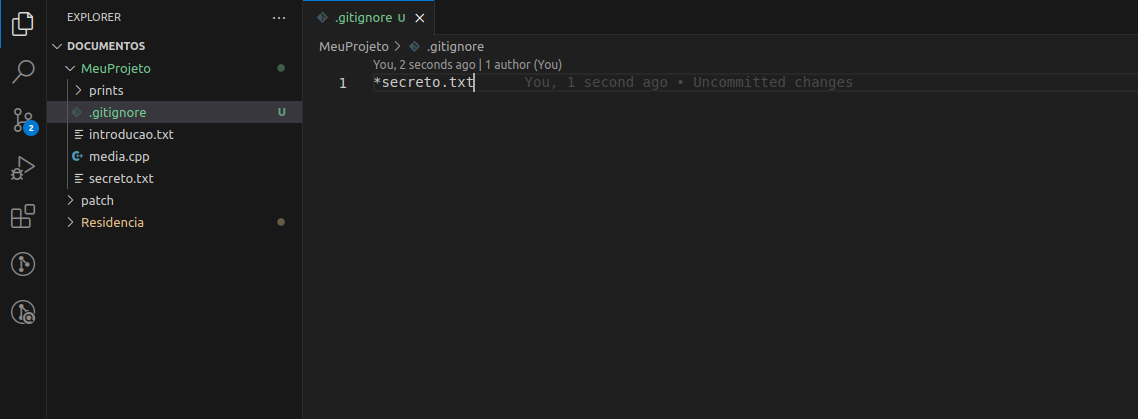 EXPLORER ...
DOCUMENTOS
MeuProjeto
prints
.gitignore U
introducao.txt
media.cpp
secreto.txt
patch
Residencia
2
.gitignore U
MeuProjeto > .gitignore
You, 2 seconds ago | 1 author (You)
1 *secreto.txt You, 1 second ago • Uncommitted changes